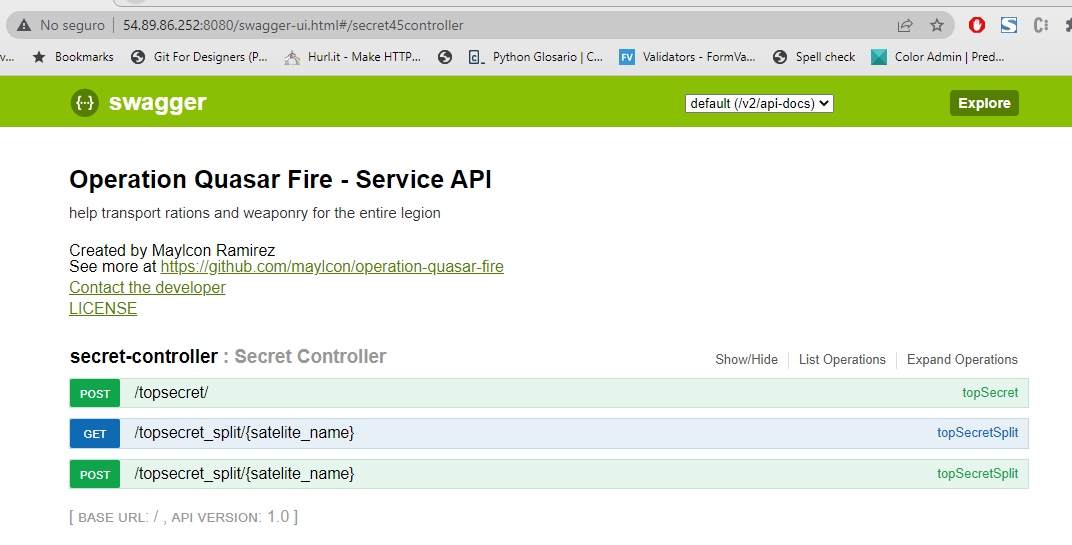 No seguro | 54.89.86.252:8080/swagger-ui.html#/secret45controller
v... Bookmarks Git For Designers (P... Hurl.it - Make HTTP... Python Glosario | C... FV Validators - FormVa... Spell check Color Admin | Pred...
{··} swagger default (/v2/api-docs) Explore
Operation Quasar Fire - Service API
help transport rations and weaponry for the entire legion
Created by Maylcon Ramirez
See more at https://github.com/maylcon/operation-quasar-fire
Contact the developer
LICENSE
secret-controller : Secret Controller Show/Hide List Operations Expand Operations
POST /topsecret/ topSecret
GET /topsecret_split/{satelite_name} topSecretSplit
POST /topsecret_split/{satelite_name} topSecretSplit
[ BASE URL: / , API VERSION: 1.0 ]